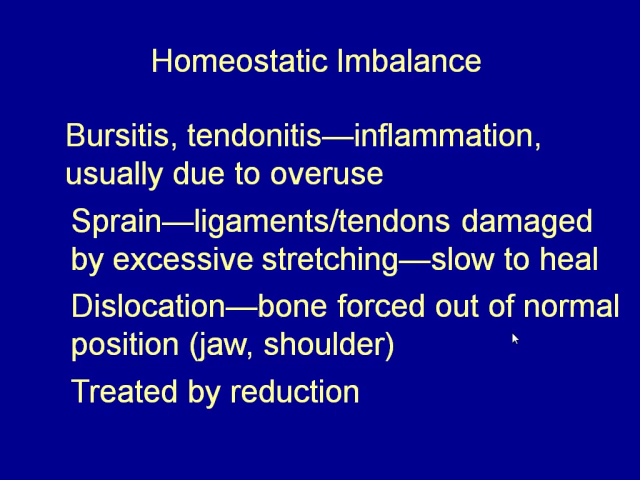 Homeostatic Imbalance
Bursitis, tendonitis—inflammation,
usually due to overuse
Sprain—ligaments/tendons damaged
by excessive stretching—slow to heal
Dislocation—bone forced out of normal
position (jaw, shoulder)
Treated by reduction